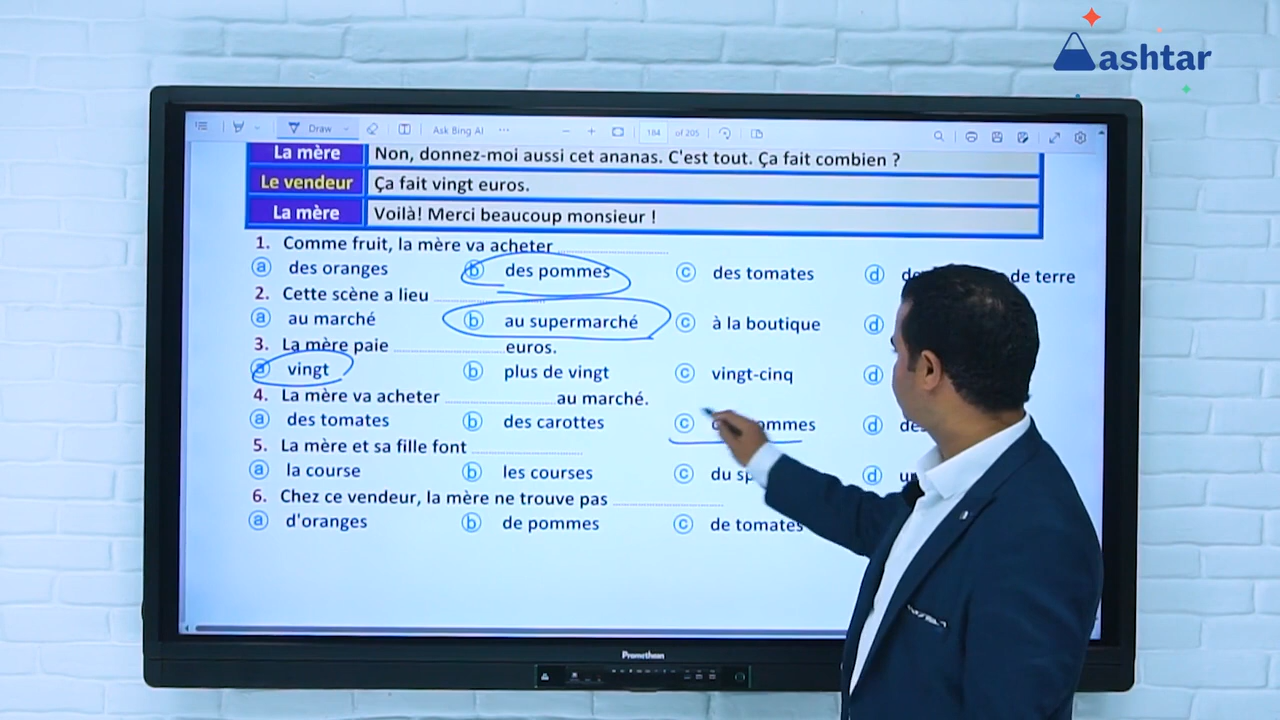 ashtar
Draw Ask Bing AI 184 of 205
La mère Non, donnez-moi aussi cet ananas. C'est tout. Ça fait combien ?
Le vendeur Ça fait vingt euros.
La mère Voilà! Merci beaucoup monsieur !
1. Comme fruit, la mère va acheter
a des oranges b des pommes c des tomates d de terre
2. Cette scène a lieu
a au marché b au supermarché c à la boutique d
3. La mère paie euros.
a vingt b plus de vingt c vingt-cinq d
4. La mère va acheter au marché.
a des tomates b des carottes c pommes d
5. La mère et sa fille font
a la course b les courses c du d
6. Chez ce vendeur, la mère ne trouve pas
a d'oranges b de pommes c de tomates
Promethean